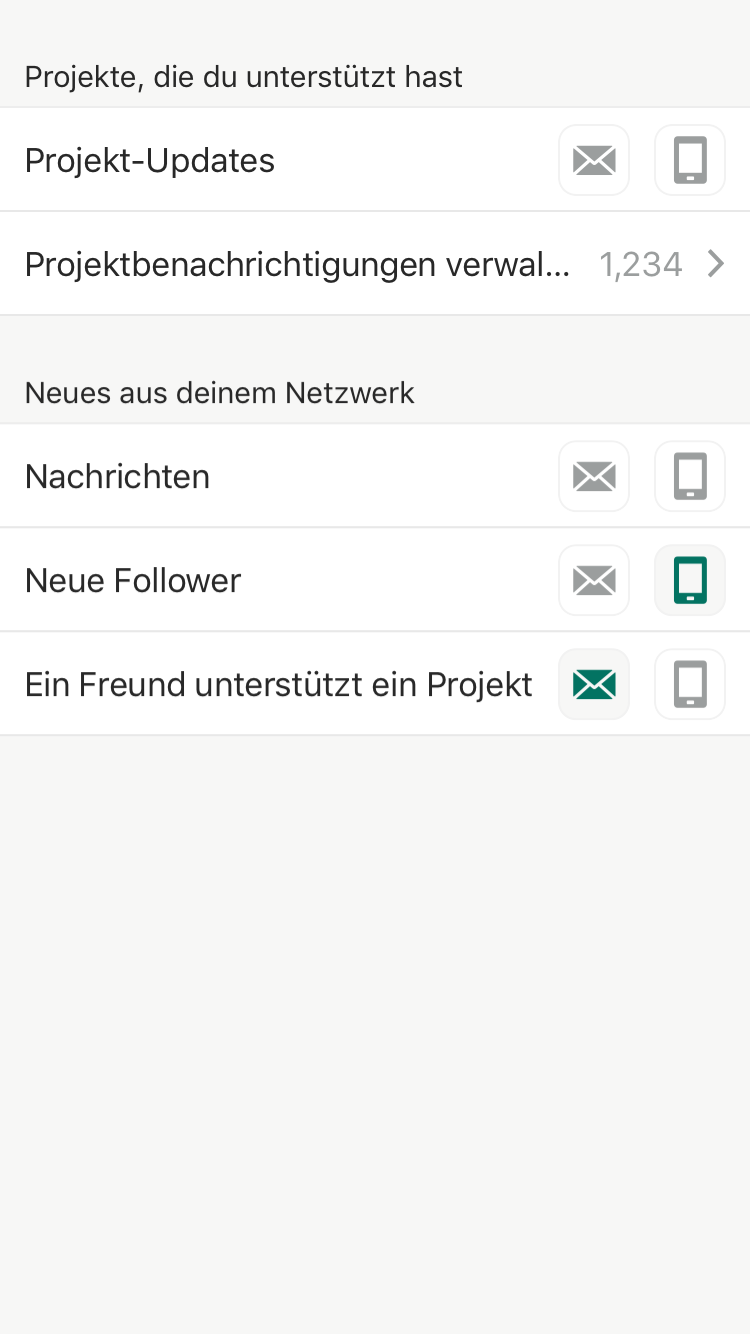 Projekte, die du unterstützt hast
Projekt-Updates
Projektbenachrichtigungen verwal... 1,234
Neues aus deinem Netzwerk
Nachrichten
Neue Follower
Ein Freund unterstützt ein Projekt